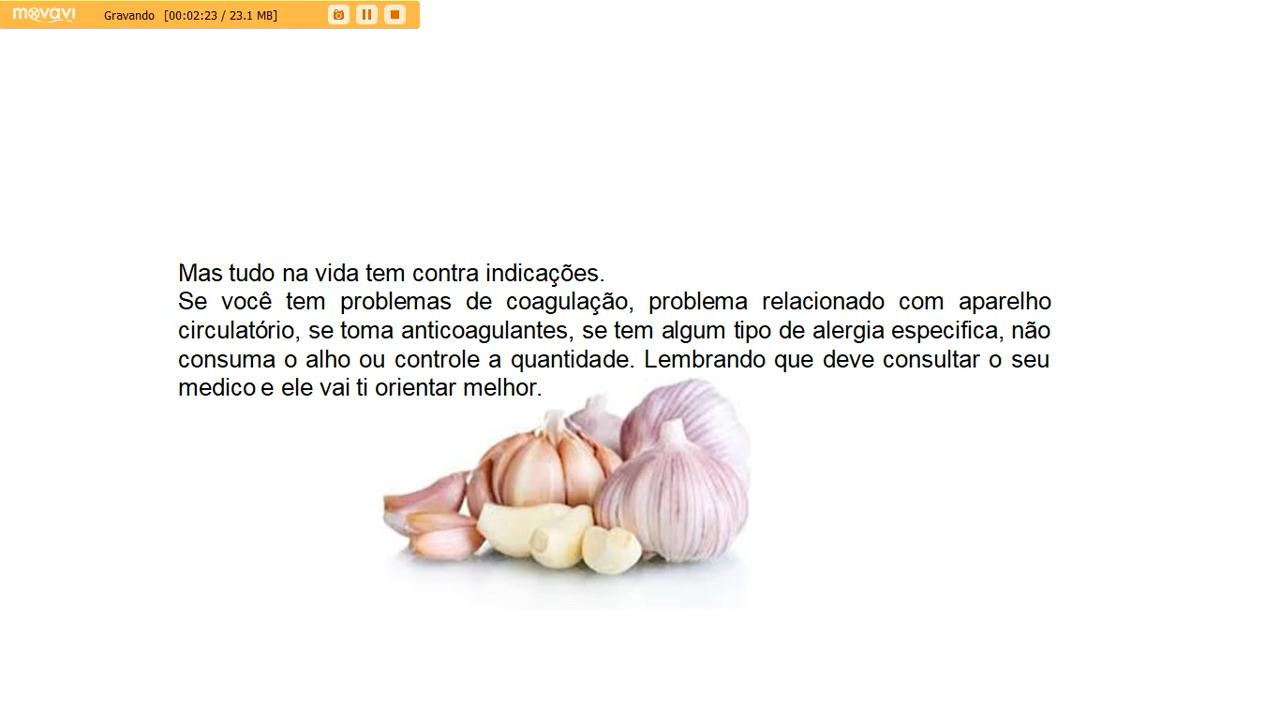 movavi Gravando [00:02:23 / 23.1 MB]
Mas tudo na vida tem contra indicações.
Se você tem problemas de coagulação, problema relacionado com aparelho
circulatório, se toma anticoagulantes, se tem algum tipo de alergia especifica, não
consuma o alho ou controle a quantidade. Lembrando que deve consultar o seu
medico e ele vai ti orientar melhor.